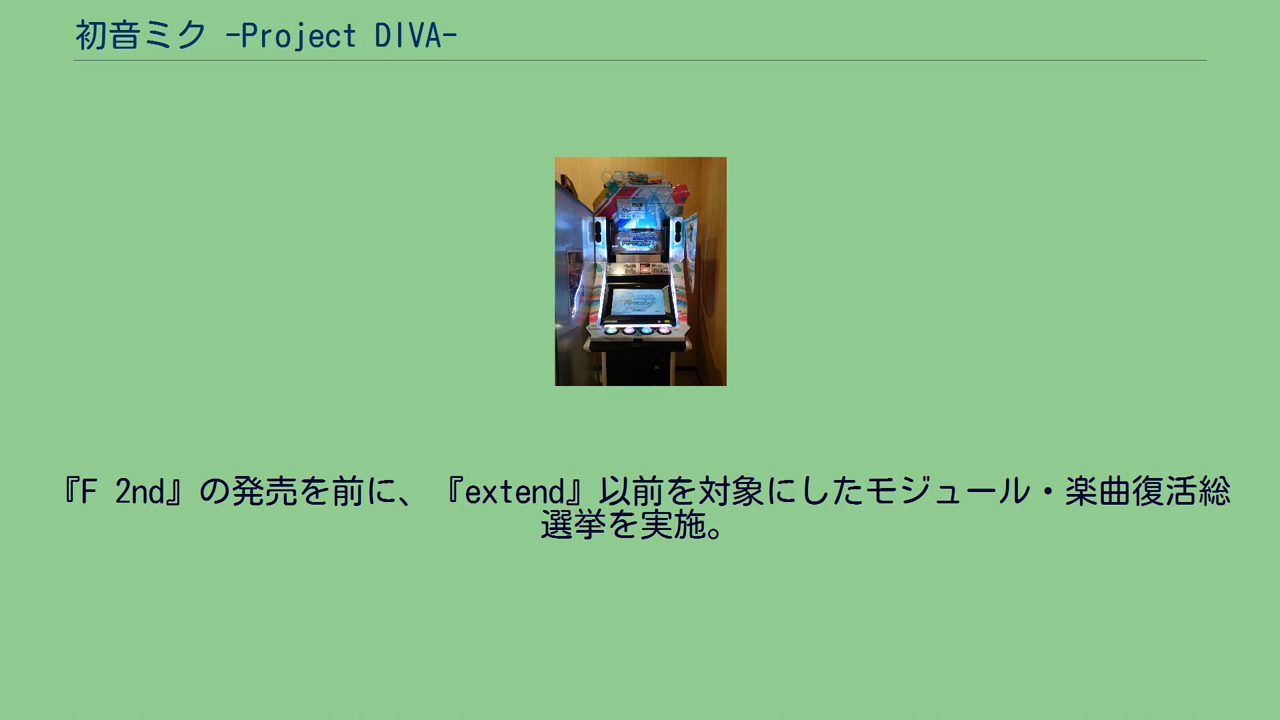 初音ミク -Project DIVA-
『F 2nd』の発売を前に、『extend』以前を対象にしたモジュール・楽曲復活総
選挙を実施。